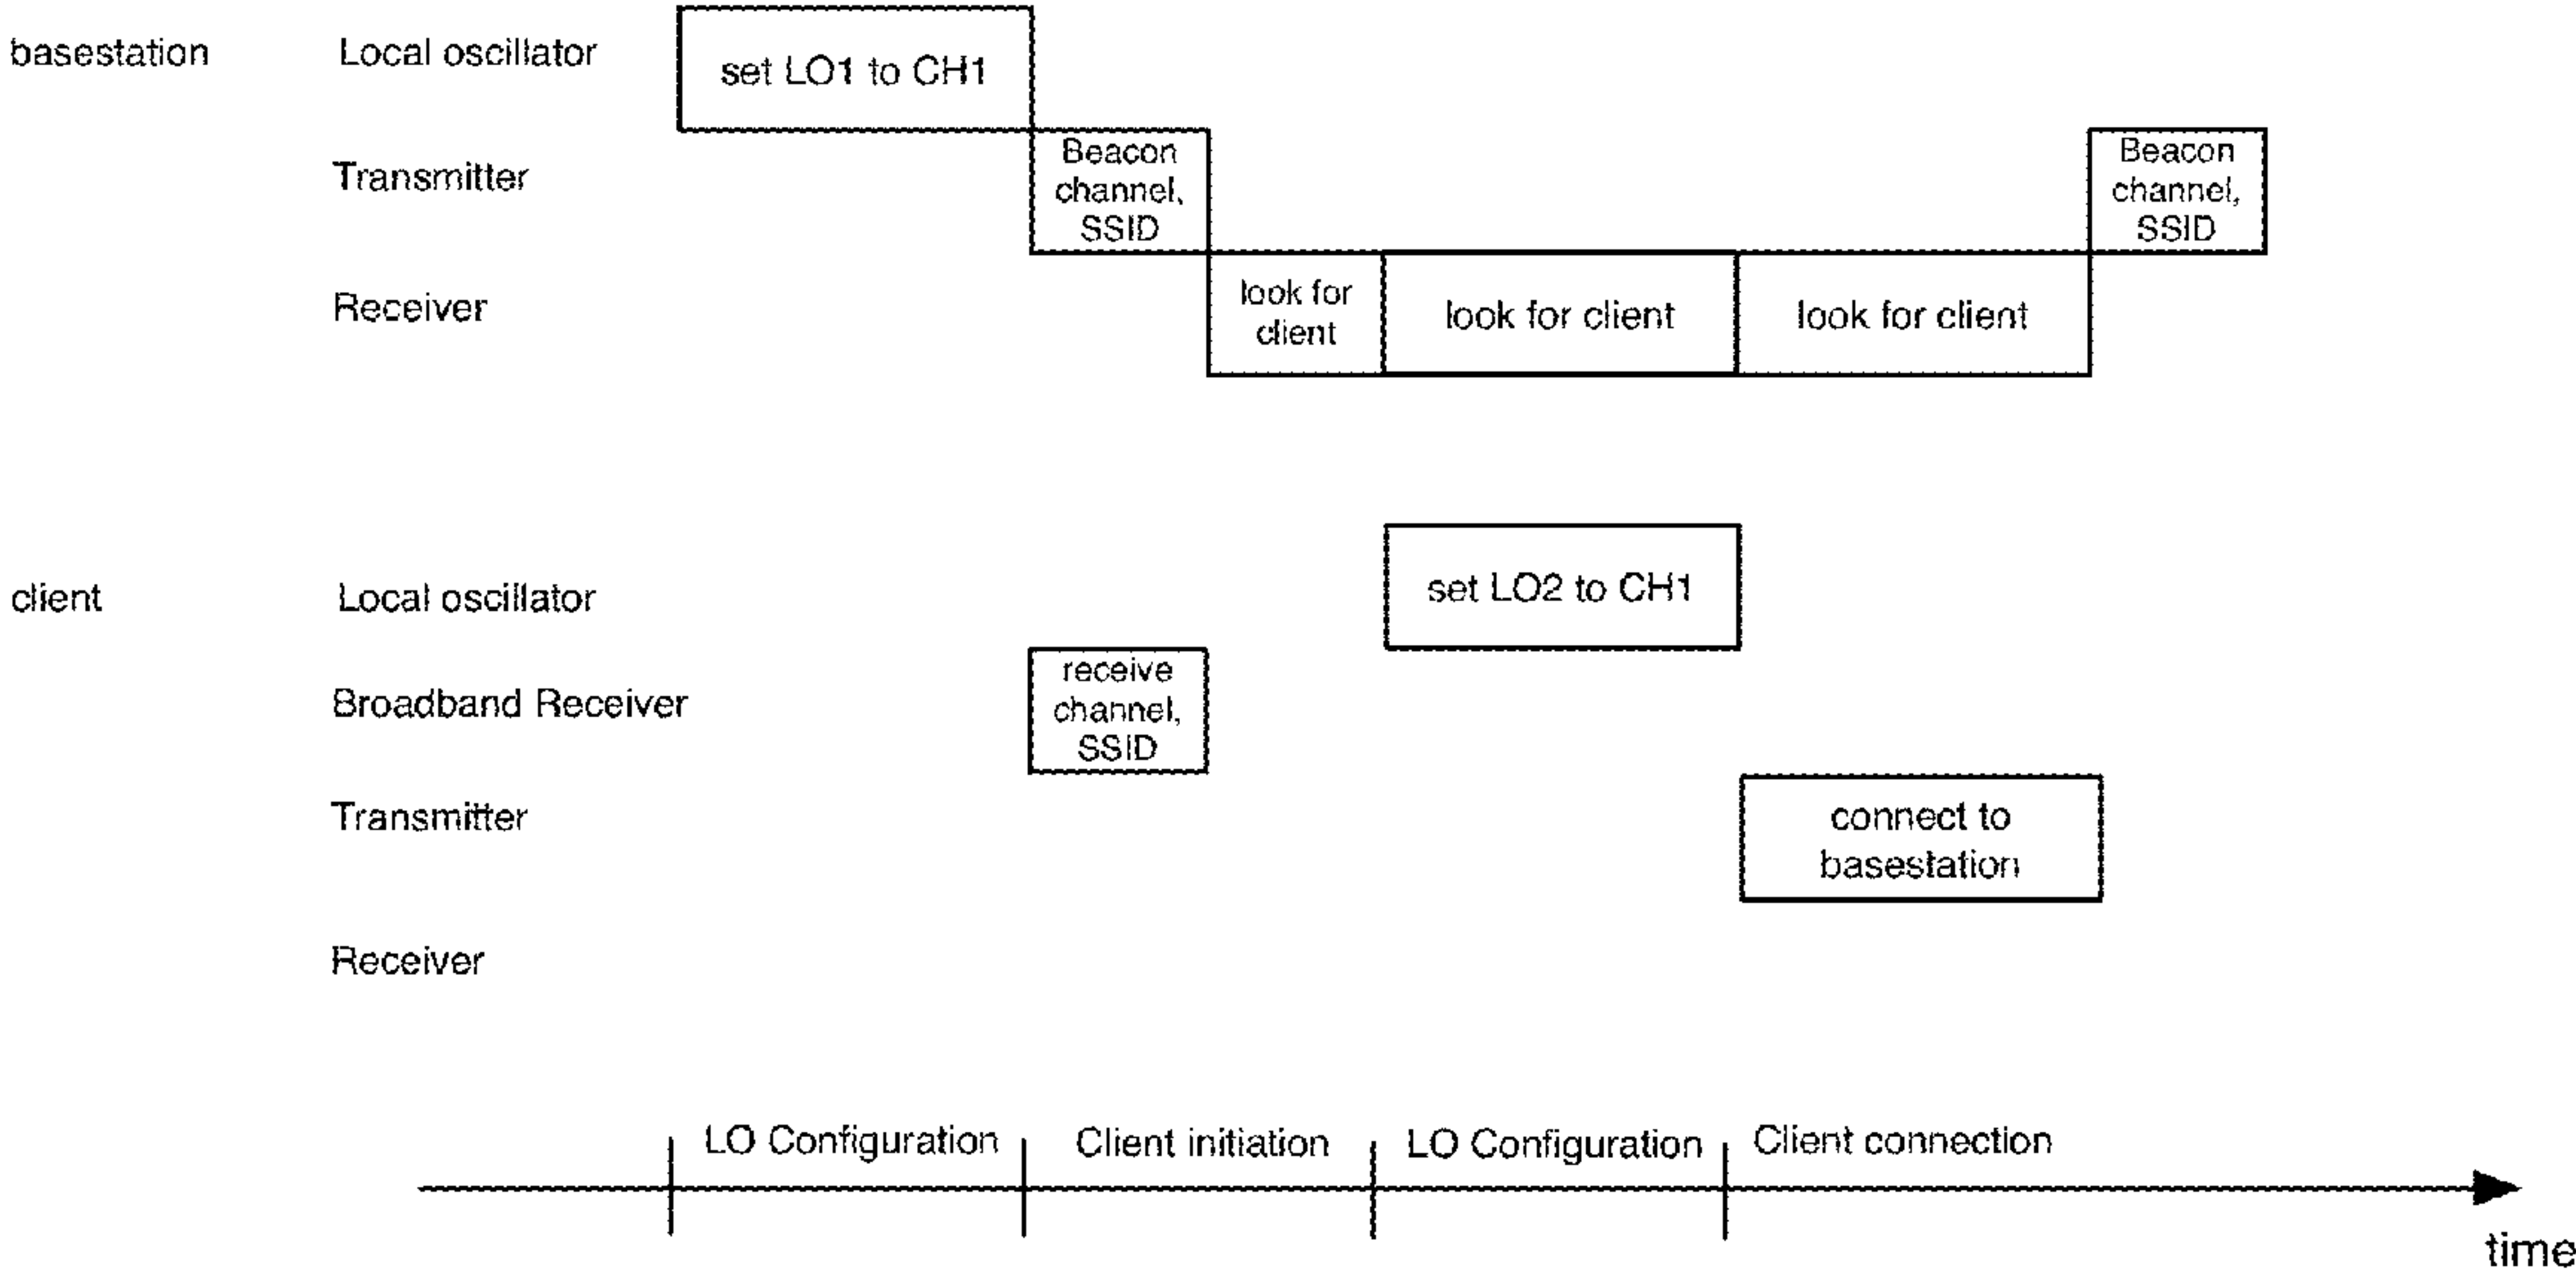 basestation
Local oscillator
set LO1 to CH1
Transmitter
Beacon
channel,
SSID
Beacon
channel,
SSID
Receiver
look for
client
look for client
look for client
client
Local oscillator
set LO2 to CH1
Broadband Receiver
receive
channel,
SSID
Transmitter
connect to
basestation
Receiver
LO Configuration
Client initiation
LO Configuration
Client connection
time